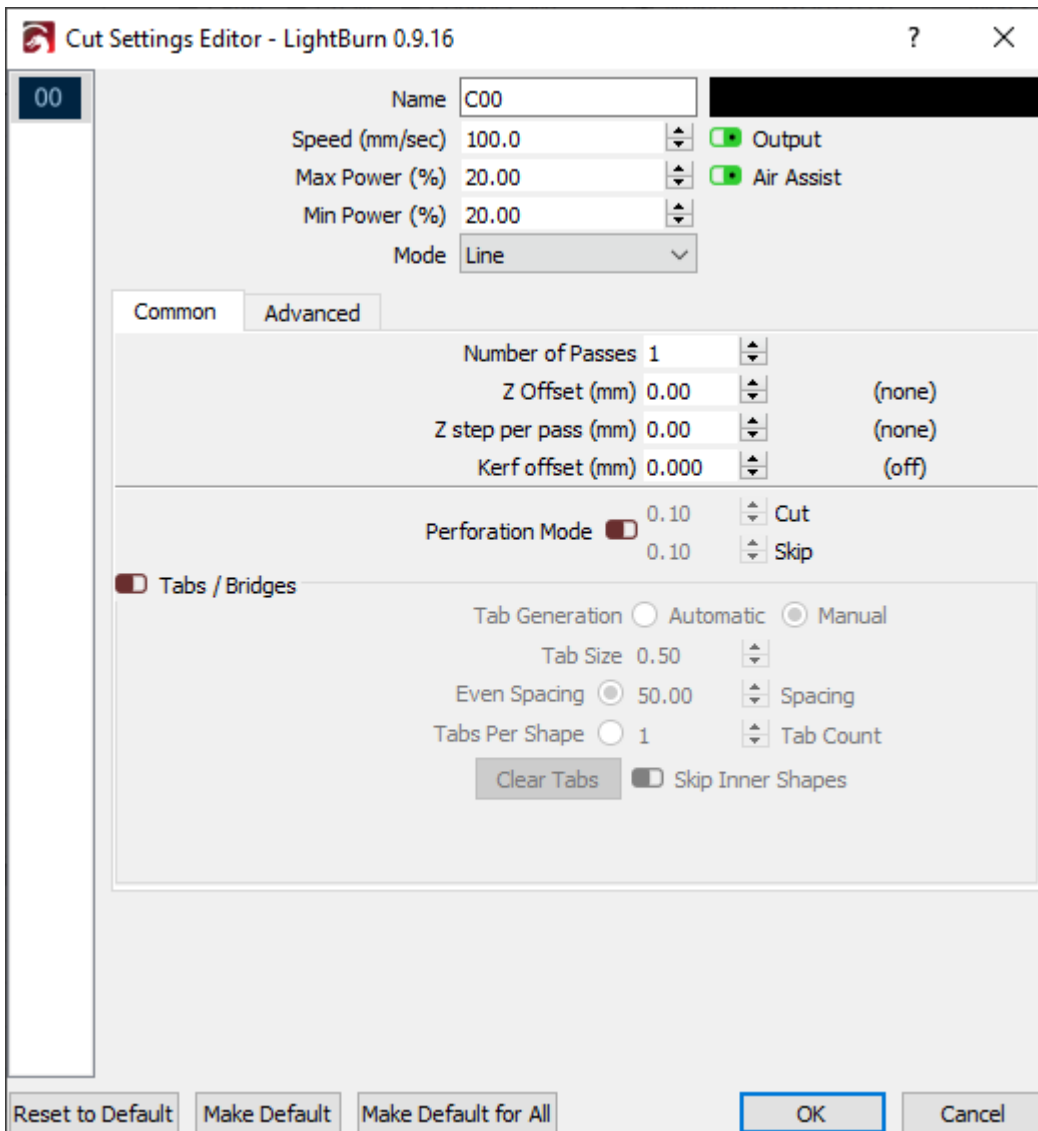 Cut Settings Editor - LightBurn 0.9.16 ?
00
Name C00
Speed (mm/sec) 100.0 Output
Max Power (%) 20.00 Air Assist
Min Power (%) 20.00
Mode Line
Common Advanced
Number of Passes 1
Z Offset (mm) 0.00 (none)
Z step per pass (mm) 0.00 (none)
Kerf offset (mm) 0.000 (off)
Perforation Mode
0.10 Cut
0.10 Skip
Tabs / Bridges
Tab Generation Automatic Manual
Tab Size 0.50
Even Spacing 50.00 Spacing
Tabs Per Shape 1 Tab Count
Clear Tabs Skip Inner Shapes
Reset to Default Make Default Make Default for All OK Cancel